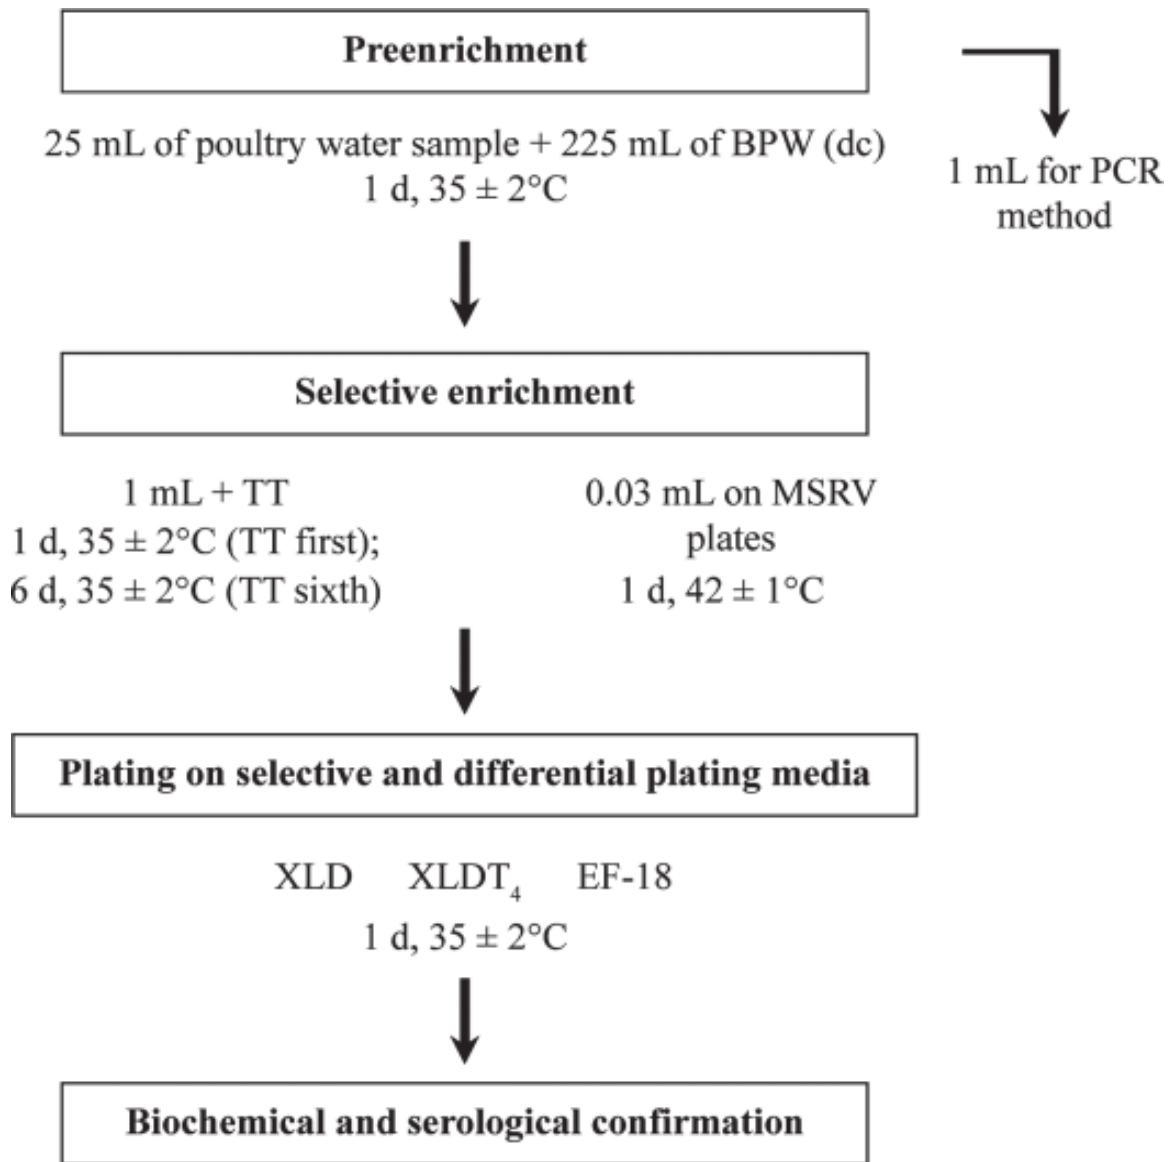 Preenrichment
25 mL of poultry water sample + 225 mL of BPW (dc)
1 d, 35 ± 2°C
1 mL for PCR
method
Selective enrichment
1 mL + TT
1 d, 35 ± 2°C (TT first);
6 d, 35 ± 2°C (TT sixth)
0.03 mL on MSRV
plates
1 d, 42 ± 1°C
Plating on selective and differential plating media
XLD XLDT₄ EF-18
1 d, 35 ± 2°C
Biochemical and serological confirmation